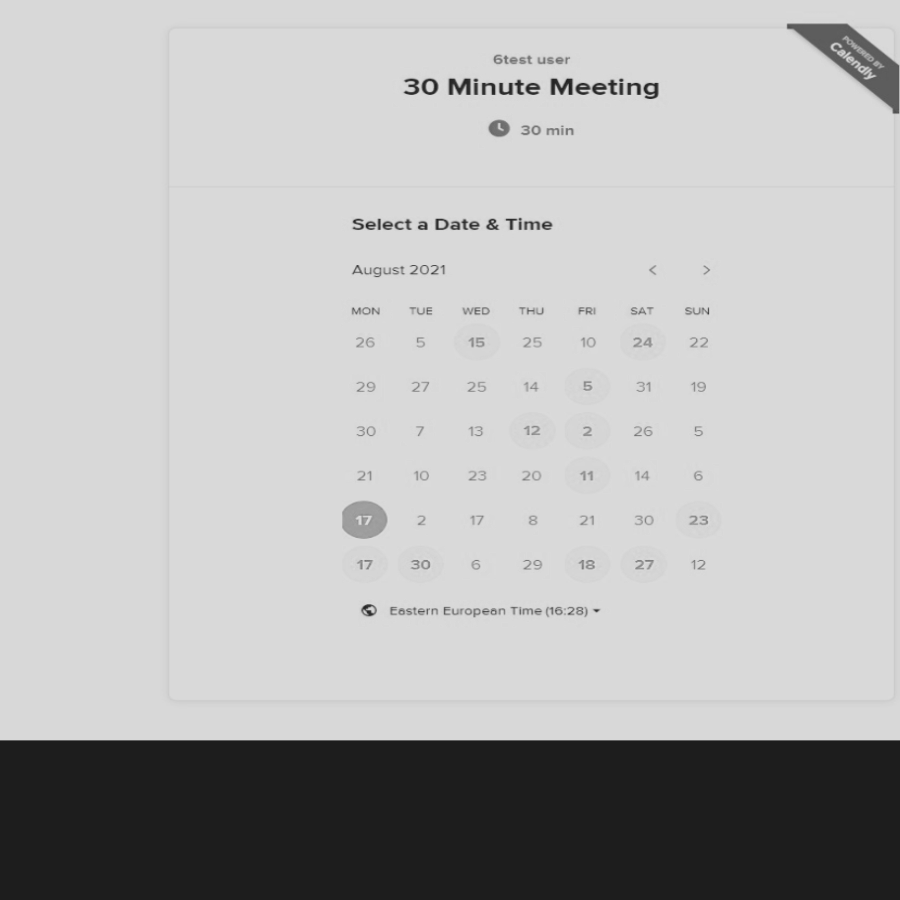 POWERED BY
Calendly
6test user
30 Minute Meeting
30 min
Select a Date & Time
August 2021
MON TUE WED THU FRI SAT SUN
26 5 15 25 10 24 22
29 27 25 14 5 31 19
30 7 13 12 2 26 5
21 10 23 20 11 14 6
17 2 17 8 21 30 23
17 30 6 29 18 27 12
Eastern European Time (16:28)